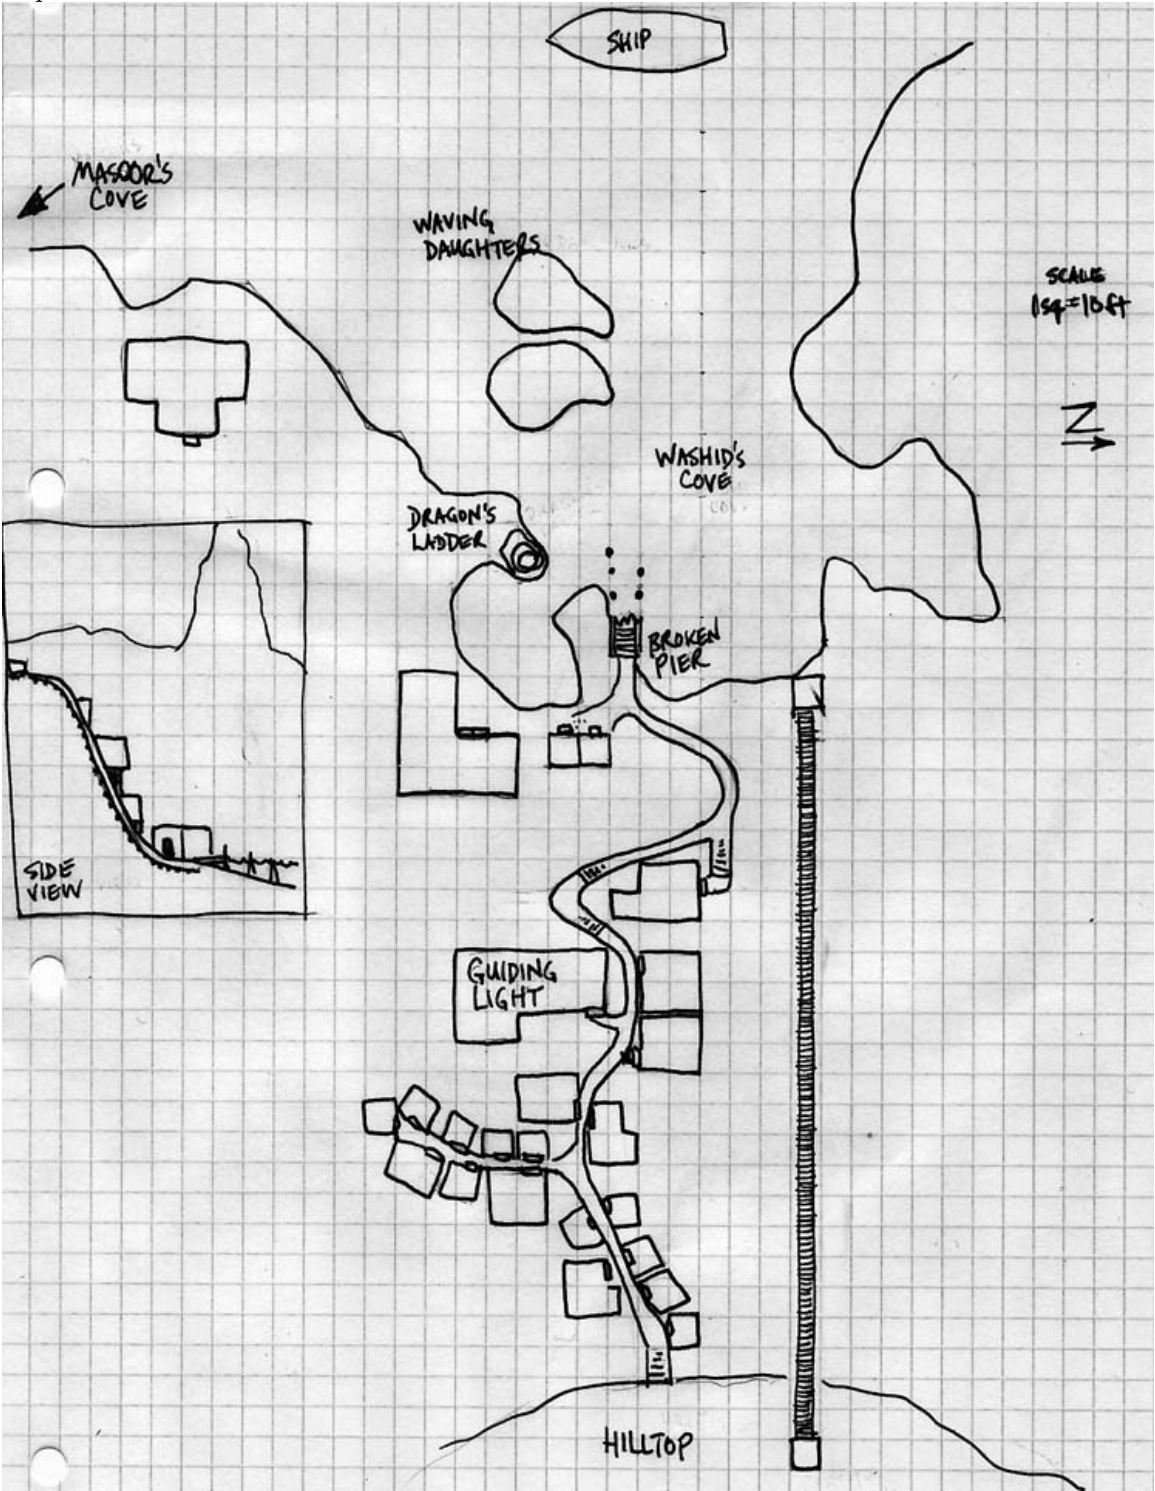 SHIP
MASOOR'S
COVE
WAVING
DAUGHTERS
SCALE
1sq=10ft
N
WASHID'S
COVE
DRAGON'S
LADDER
BROKEN
PIER
SIDE
VIEW
GUIDING
LIGHT
HILLTOP